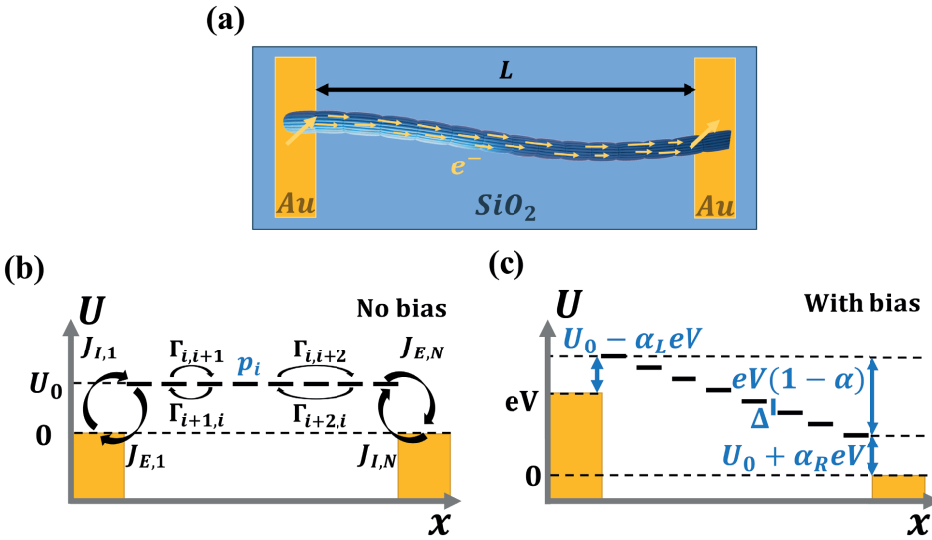 (a)
L
e⁻
Au
SiO₂
Au
(b)
U
No bias
J_{I,1}
Γ_{i,i+1}
p_i
Γ_{i,i+2}
J_{E,N}
U₀
Γ_{i+1,i}
Γ_{i+2,i}
0
J_{E,1}
J_{I,N}
x
(c)
U
With bias
U₀ − α_L eV
eV
eV(1 − α)
Δ
U₀ + α_R eV
0
x